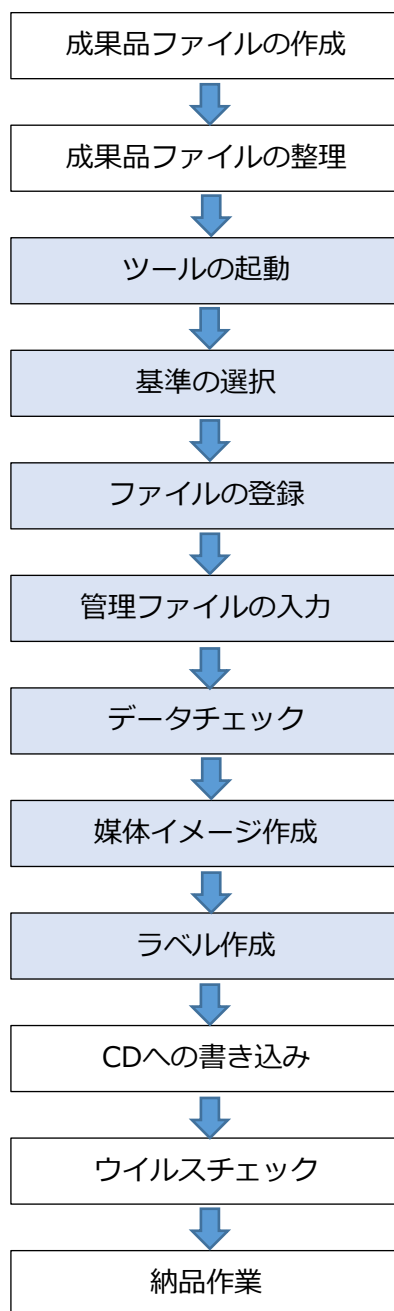 成果品ファイルの作成
成果品ファイルの整理
ツールの起動
基準の選択
ファイルの登録
管理ファイルの入力
データチェック
媒体イメージ作成
ラベル作成
CDへの書き込み
ウイルスチェック
納品作業